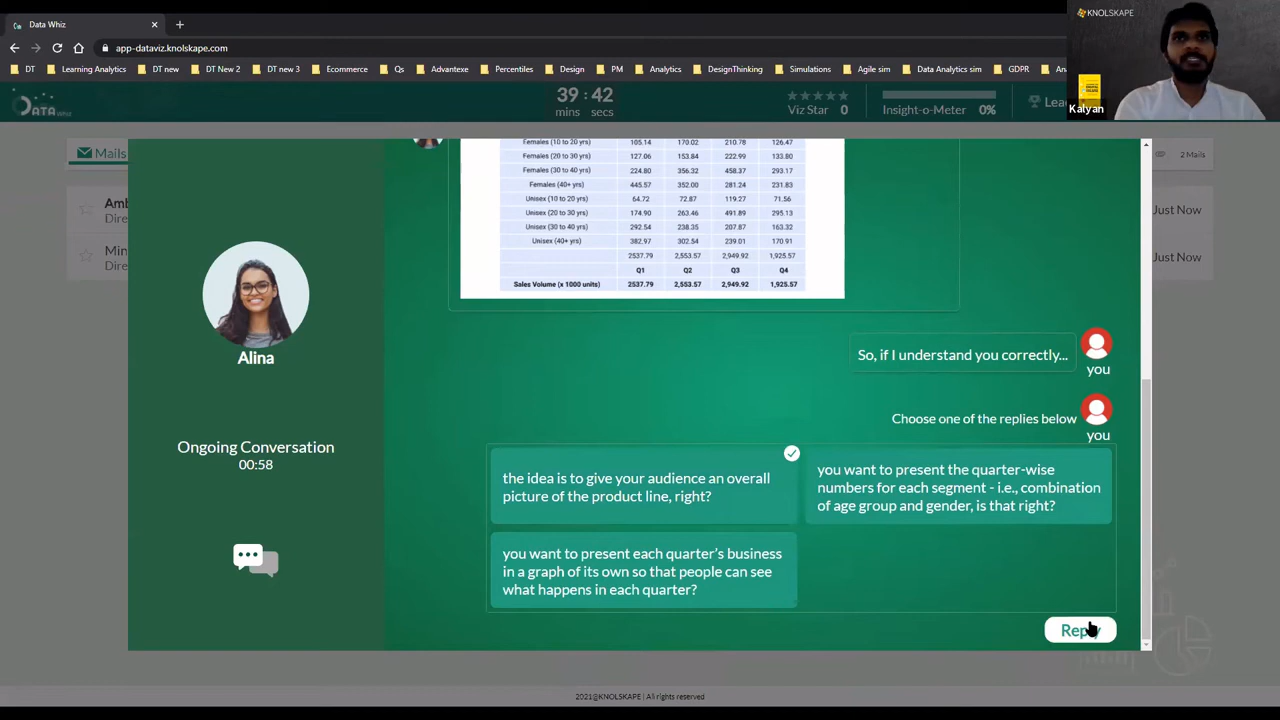 Data Whiz
KNOLSKAPE
app-dataviz.knolskape.com
DT
Learning Analytics
DT new
DT New 2
DT new 3
Ecommerce
Qs
Advantexe
Percentiles
Design
PM
Analytics
DesignThinking
Simulations
Agile sim
Data Analytics sim
GDPR
DATA Whiz
39 : 42
mins secs
Viz Star 0
Insight-o-Meter 0%
Kalyan
Mails
2 Mails
Just Now
Just Now
Females (10 to 20 yrs) 105.14 170.02 210.78 126.47
Females (20 to 30 yrs) 127.06 153.84 222.99 133.80
Females (30 to 40 yrs) 224.80 356.32 458.37 293.17
Females (40+ yrs) 445.57 352.00 281.24 231.83
Unisex (10 to 20 yrs) 64.72 72.87 119.27 71.56
Unisex (20 to 30 yrs) 174.90 263.46 491.89 295.13
Unisex (30 to 40 yrs) 292.54 238.35 207.87 163.32
Unisex (40+ yrs) 382.97 302.54 239.01 170.91
2537.79 2,553.57 2,949.92 1,925.57
Q1 Q2 Q3 Q4
Sales Volume (x 1000 units) 2537.79 2,553.57 2,949.92 1,925.57
Alina
Ongoing Conversation
00:58
So, if I understand you correctly...
you
Choose one of the replies below
you
the idea is to give your audience an overall
picture of the product line, right?
you want to present the quarter-wise
numbers for each segment - i.e., combination
of age group and gender, is that right?
you want to present each quarter's business
in a graph of its own so that people can see
what happens in each quarter?
Reply
2021@KNOLSKAPE | All rights reserved